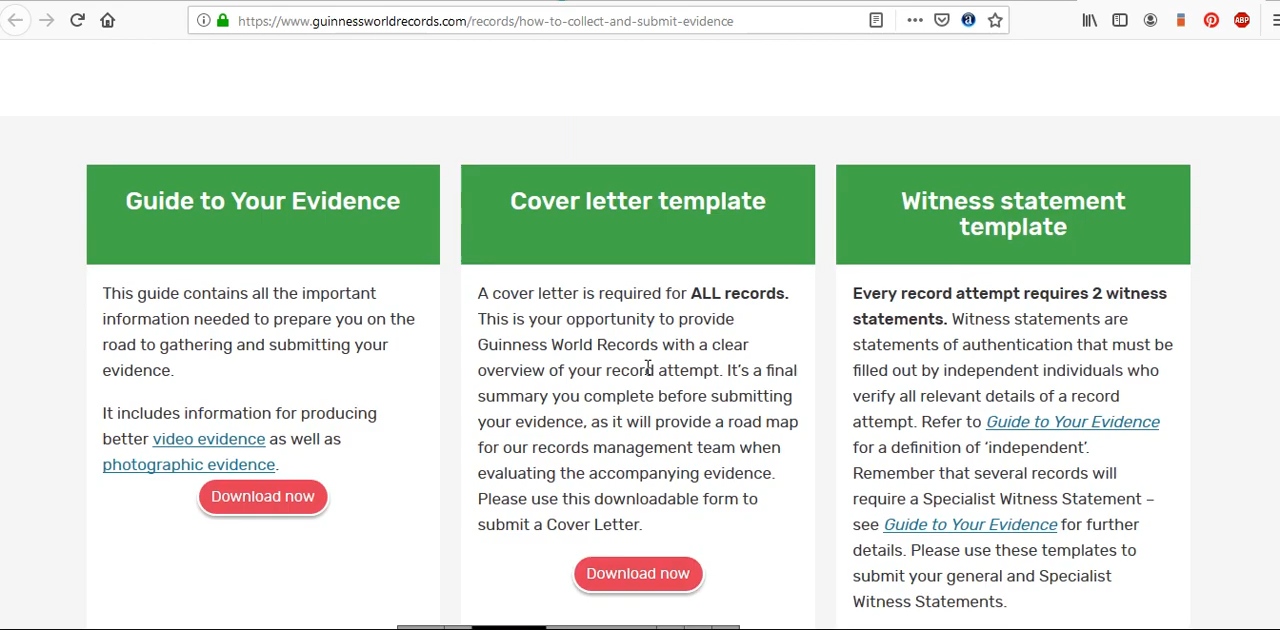 https://www.guinnessworldrecords.com/records/how-to-collect-and-submit-evidence
ABP
Guide to Your Evidence
This guide contains all the important
information needed to prepare you on the
road to gathering and submitting your
evidence.
It includes information for producing
better video evidence as well as
photographic evidence.
Download now
Cover letter template
A cover letter is required for ALL records.
This is your opportunity to provide
Guinness World Records with a clear
overview of your record attempt. It’s a final
summary you complete before submitting
your evidence, as it will provide a road map
for our records management team when
evaluating the accompanying evidence.
Please use this downloadable form to
submit a Cover Letter.
Download now
Witness statement
template
Every record attempt requires 2 witness
statements. Witness statements are
statements of authentication that must be
filled out by independent individuals who
verify all relevant details of a record
attempt. Refer to Guide to Your Evidence
for a definition of ‘independent’.
Remember that several records will
require a Specialist Witness Statement –
see Guide to Your Evidence for further
details. Please use these templates to
submit your general and Specialist
Witness Statements.